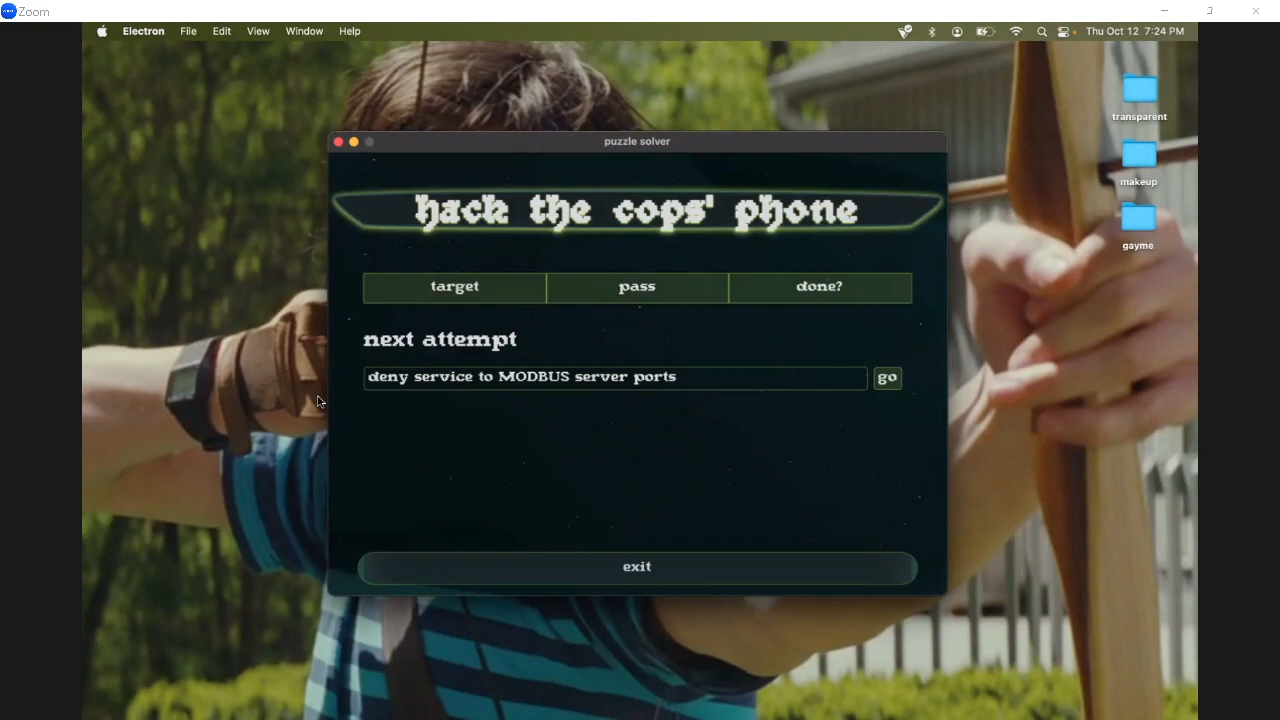 Zoom
Electron File Edit View Window Help Thu Oct 12 7:24 PM
transparent
makeup
gayme
puzzle solver
hack the cops' phone
target pass done?
next attempt
deny service to MODBUS server ports go
exit